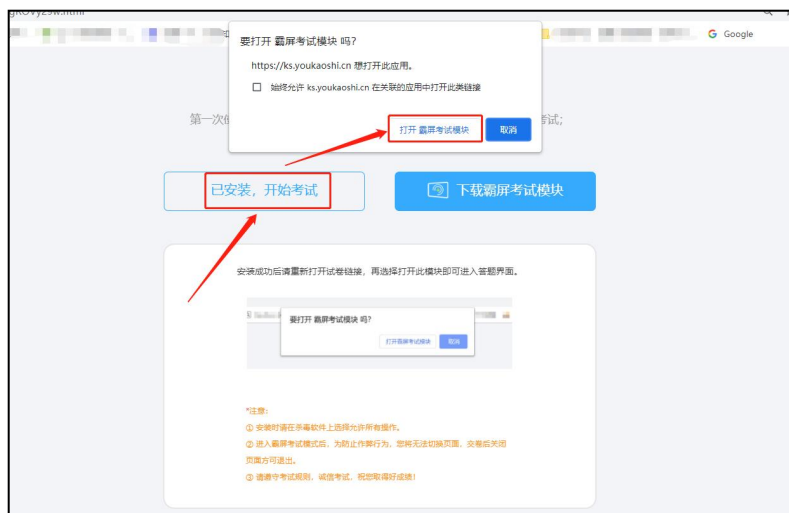 Google
要打开 霸屏考试模块 吗?
https://ks.youkaoshi.cn 想打开此应用。
始终允许 ks.youkaoshi.cn 在关联的应用中打开此类链接
打开 霸屏考试模块
取消
第一次
考试;
已安装，开始考试
下载霸屏考试模块
安装成功后请重新打开试卷链接，再选择打开此模块即可进入答题界面。
要打开 霸屏考试模块 吗?
打开霸屏考试模块
取消
*注意:
① 安装时请在杀毒软件上选择允许所有操作。
② 进入霸屏考试模式后，为防止作弊行为，您将无法切换页面，交卷后关闭
页面方可退出。
③ 请遵守考试规则，诚信考试，祝您取得好成绩!